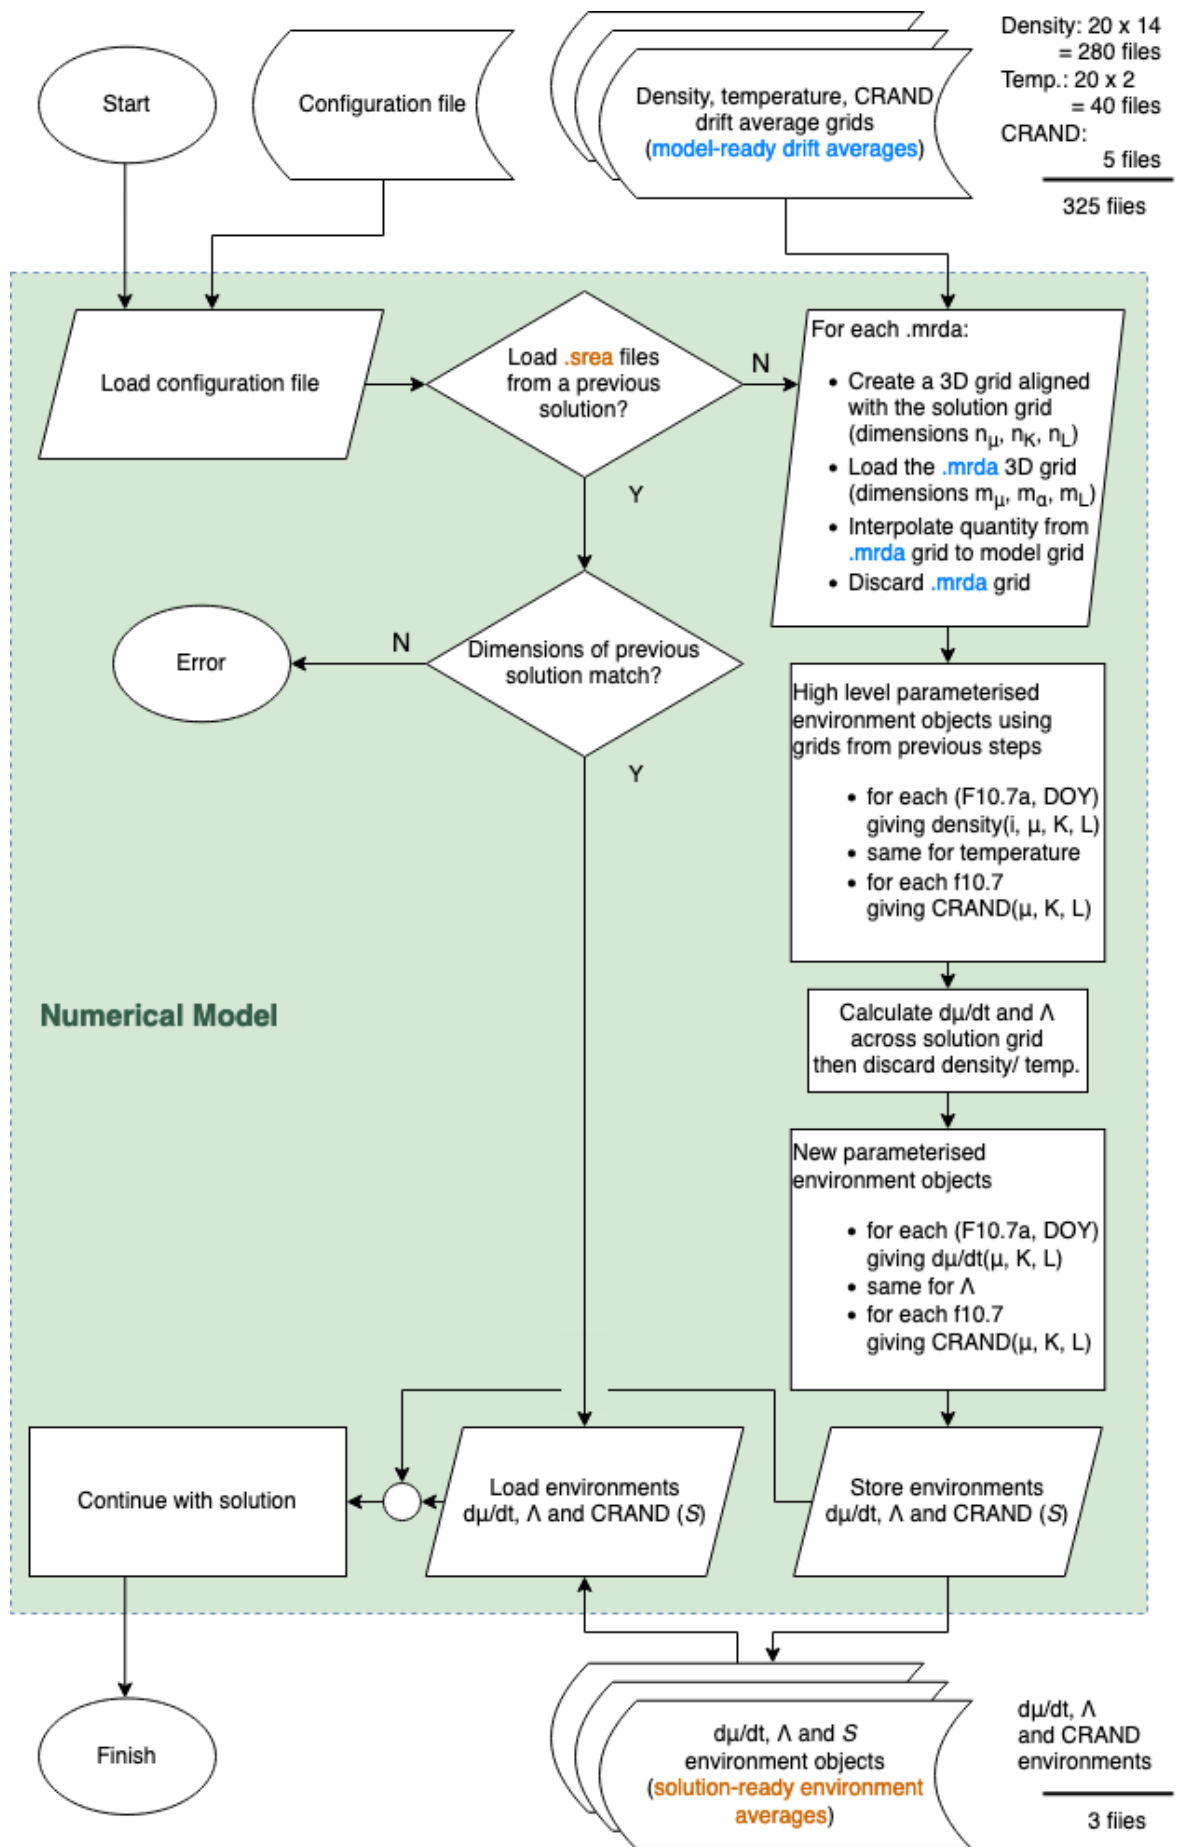 Start
Configuration file
Density, temperature, CRAND
drift average grids
(model-ready drift averages)
Density: 20 x 14
= 280 files
Temp.: 20 x 2
= 40 files
CRAND:
5 files
325 files
Load configuration file
Load .srea files
from a previous
solution?
N
Y
For each .mrda:
• Create a 3D grid aligned
with the solution grid
(dimensions nμ, nK, nL)
• Load the .mrda 3D grid
(dimensions mμ, mα, mL)
• Interpolate quantity from
.mrda grid to model grid
• Discard .mrda grid
Error
N
Dimensions of previous
solution match?
Y
High level parameterised
environment objects using
grids from previous steps
• for each (F10.7a, DOY)
giving density(i, μ, K, L)
• same for temperature
• for each f10.7
giving CRAND(μ, K, L)
Numerical Model
Calculate dμ/dt and Λ
across solution grid
then discard density/ temp.
New parameterised
environment objects
• for each (F10.7a, DOY)
giving dμ/dt(μ, K, L)
• same for Λ
• for each f10.7
giving CRAND(μ, K, L)
Continue with solution
Load environments
dμ/dt, Λ and CRAND (S)
Store environments
dμ/dt, Λ and CRAND (S)
Finish
dμ/dt, Λ and S
environment objects
(solution-ready environment
averages)
dμ/dt, Λ
and CRAND
environments
3 files